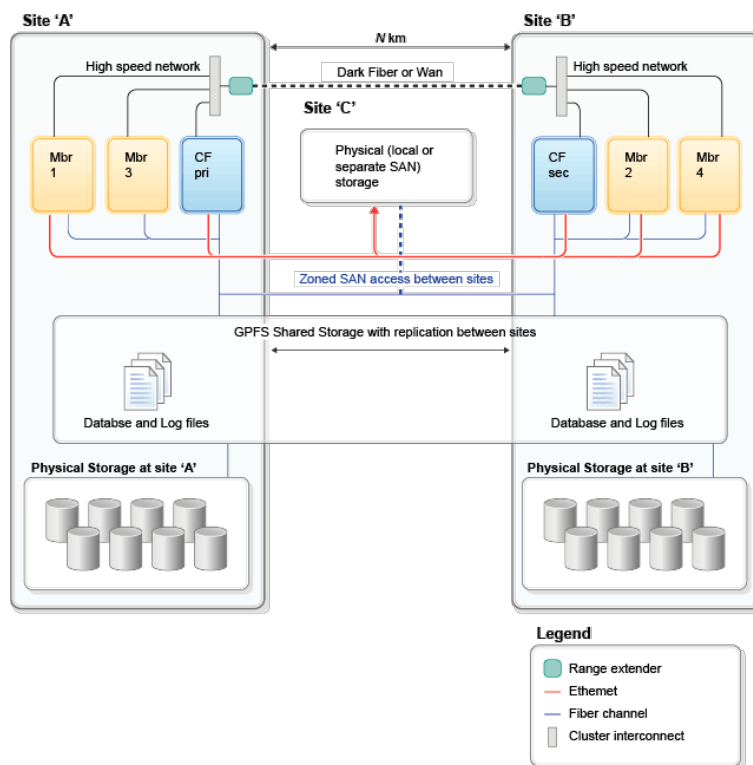 Site ‘A’
Site ‘B’
N km
High speed network
Dark Fiber or Wan
High speed network
Site ‘C’
Mbr
1
Mbr
3
CF
pri
Physical (local or
separate SAN)
storage
CF
sec
Mbr
2
Mbr
4
Zoned SAN access between sites
GPFS Shared Storage with replication between sites
Databse and Log files
Database and Log files
Physical Storage at site ‘A’
Physical Storage at site ‘B’
Legend
Range extender
Ethemet
Fiber channel
Cluster interconnect